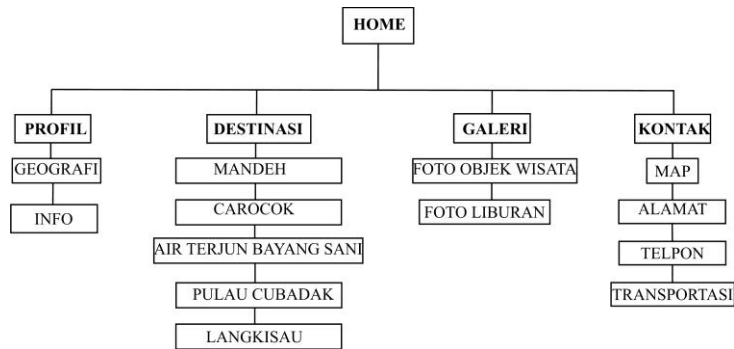 HOME
PROFIL
GEOGRAFI
INFO
DESTINASI
MANDEH
CAROCOK
AIR TERJUN BAYANG SANI
PULAU CUBADAK
LANGKISAU
GALERI
FOTO OBJEK WISATA
FOTO LIBURAN
KONTAK
MAP
ALAMAT
TELPON
TRANSPORTASI